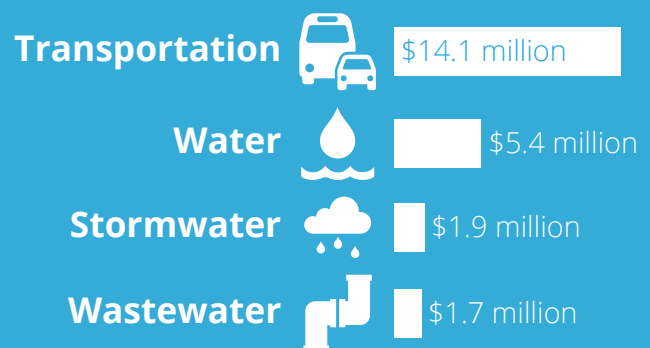 Transportation $14.1 million
Water $5.4 million
Stormwater $1.9 million
Wastewater $1.7 million